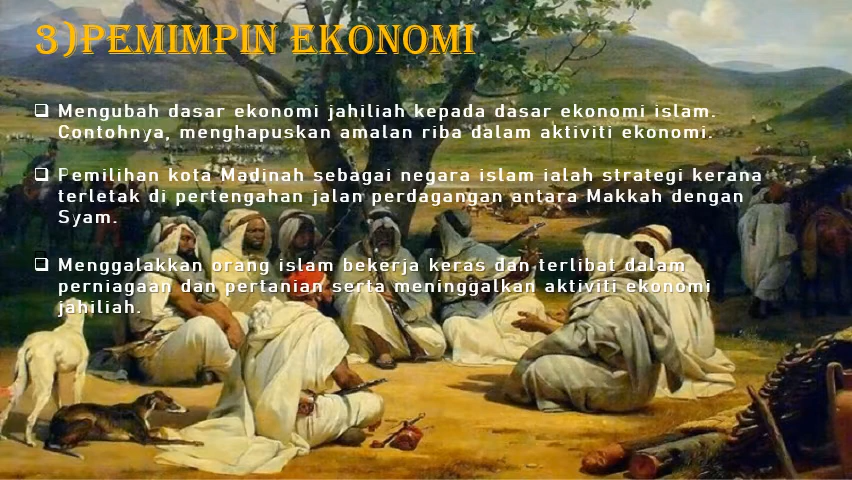 3)PEMIMPIN EKONOMI
❑ Mengubah dasar ekonomi jahiliah kepada dasar ekonomi islam.
Contohnya, menghapuskan amalan riba dalam aktiviti ekonomi.
❑ Pemilihan kota Madinah sebagai negara islam ialah strategi kerana
terletak di pertengahan jalan perdagangan antara Makkah dengan
Syam.
❑ Menggalakkan orang islam bekerja keras dan terlibat dalam
perniagaan dan pertanian serta meninggalkan aktiviti ekonomi
jahiliah.